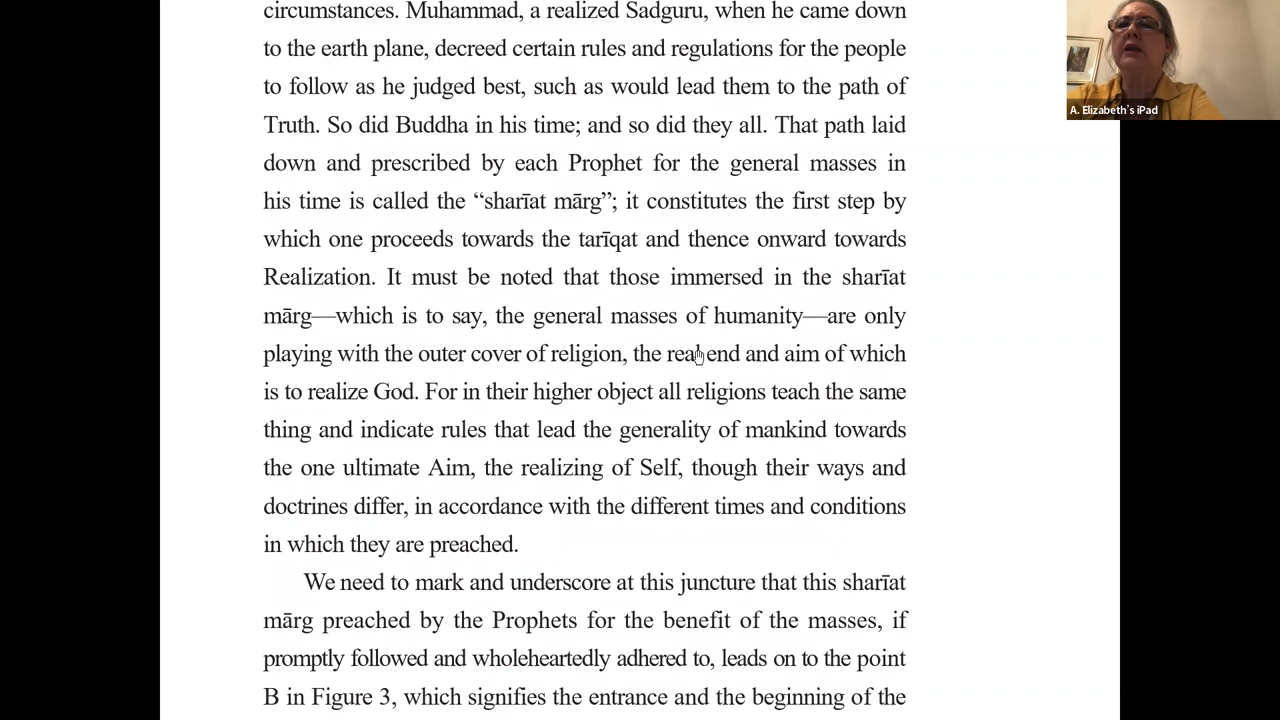 circumstances. Muhammad, a realized Sadguru, when he came down
to the earth plane, decreed certain rules and regulations for the people
to follow as he judged best, such as would lead them to the path of
Truth. So did Buddha in his time; and so did they all. That path laid
down and prescribed by each Prophet for the general masses in
his time is called the “sharīat mārg”; it constitutes the first step by
which one proceeds towards the tarīqat and thence onward towards
Realization. It must be noted that those immersed in the sharīat
mārg—which is to say, the general masses of humanity—are only
playing with the outer cover of religion, the real end and aim of which
is to realize God. For in their higher object all religions teach the same
thing and indicate rules that lead the generality of mankind towards
the one ultimate Aim, the realizing of Self, though their ways and
doctrines differ, in accordance with the different times and conditions
in which they are preached.
We need to mark and underscore at this juncture that this sharīat
mārg preached by the Prophets for the benefit of the masses, if
promptly followed and wholeheartedly adhered to, leads on to the point
B in Figure 3, which signifies the entrance and the beginning of the
A. Elizabeth's iPad